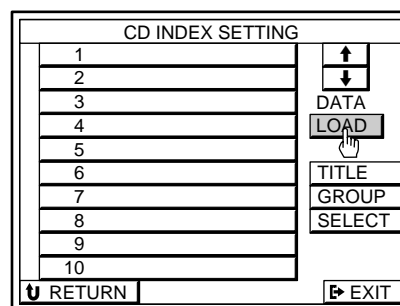 CD INDEX SETTING
1
2
3
DATA
4
LOAD
5
6
TITLE
7
GROUP
8
SELECT
9
10
RETURN
EXIT